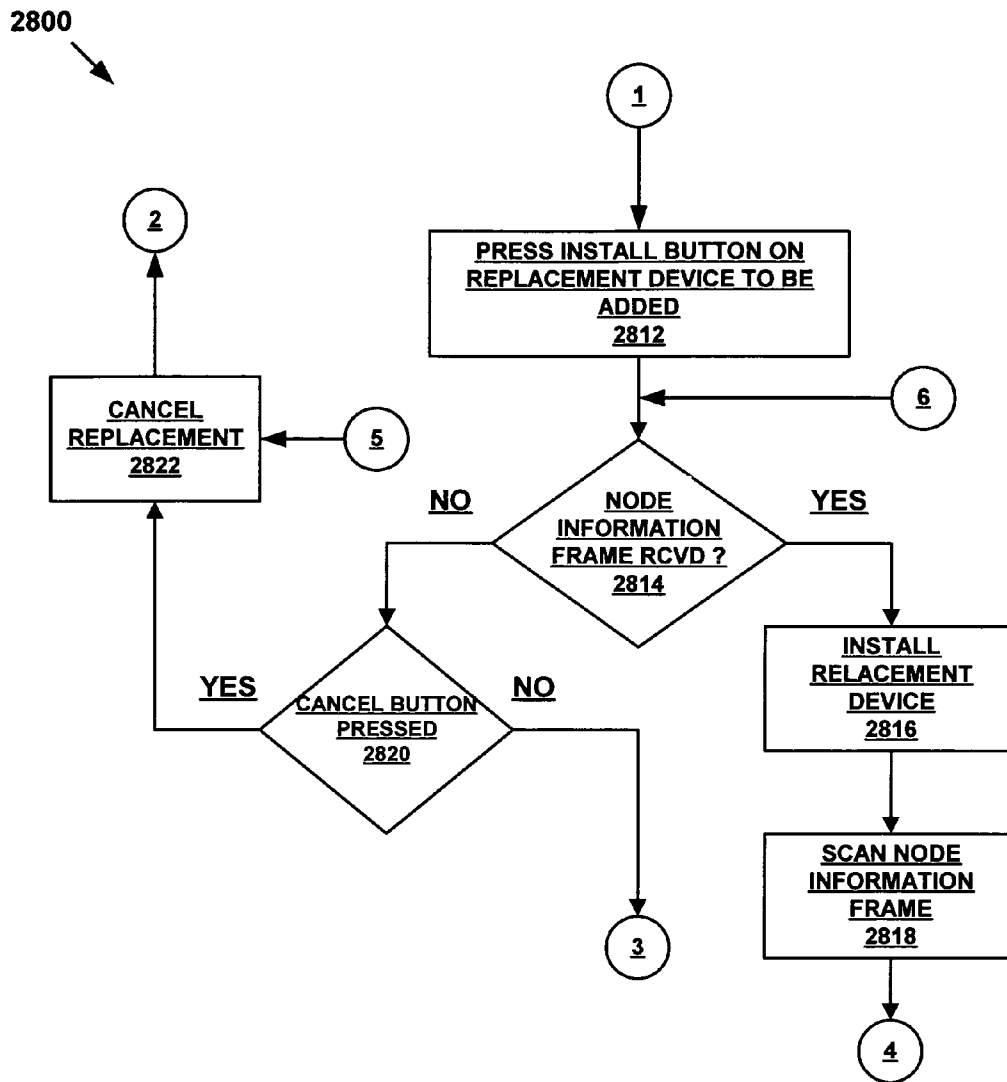 2800
1
2
PRESS INSTALL BUTTON ON
REPLACEMENT DEVICE TO BE
ADDED
2812
CANCEL
REPLACEMENT
2822
5
6
NO
NODE
INFORMATION
FRAME RCVD ?
2814
YES
YES
CANCEL BUTTON
PRESSED
2820
NO
INSTALL
RELACEMENT
DEVICE
2816
SCAN NODE
INFORMATION
FRAME
2818
3
4